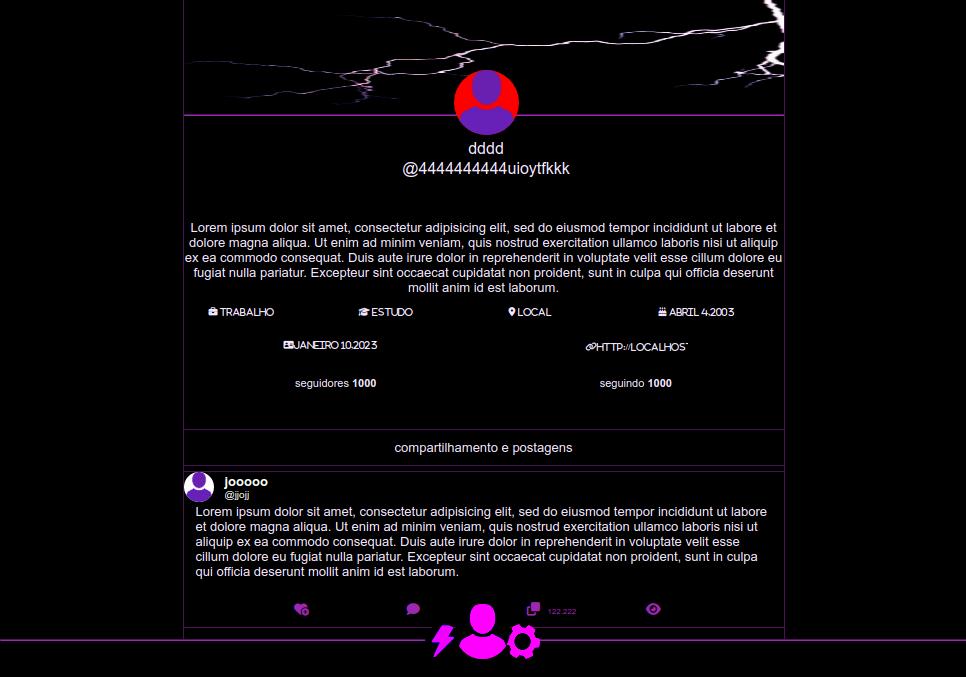 dddd
@4444444444uioytfkkk
Lorem ipsum dolor sit amet, consectetur adipisicing elit, sed do eiusmod tempor incididunt ut labore et
dolore magna aliqua. Ut enim ad minim veniam, quis nostrud exercitation ullamco laboris nisi ut aliquip
ex ea commodo consequat. Duis aute irure dolor in reprehenderit in voluptate velit esse cillum dolore eu
fugiat nulla pariatur. Excepteur sint occaecat cupidatat non proident, sunt in culpa qui officia deserunt
mollit anim id est laborum.
TRABALHO ESTUDO LOCAL ABRIL 4,2003
JANEIRO 10,2023 HTTP://LOCALHOS
seguidores 1000 seguindo 1000
compartilhamento e postagens
jooooo
@jjojj
Lorem ipsum dolor sit amet, consectetur adipisicing elit, sed do eiusmod tempor incididunt ut labore
et dolore magna aliqua. Ut enim ad minim veniam, quis nostrud exercitation ullamco laboris nisi ut
aliquip ex ea commodo consequat. Duis aute irure dolor in reprehenderit in voluptate velit esse
cillum dolore eu fugiat nulla pariatur. Excepteur sint occaecat cupidatat non proident, sunt in culpa
qui officia deserunt mollit anim id est laborum.
122.222